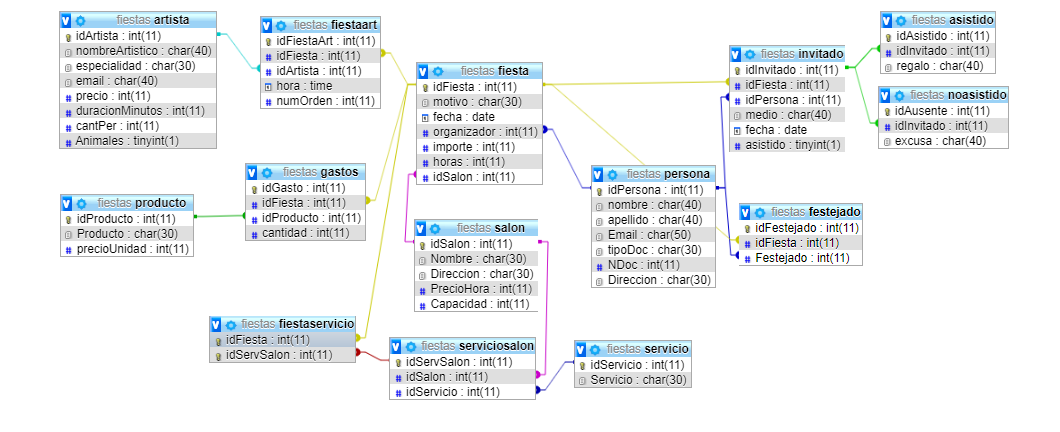 fiestas artista
idArtista : int(11)
nombreArtistico : char(40)
especialidad : char(30)
email : char(40)
precio : int(11)
duracionMinutos : int(11)
cantPer : int(11)
Animales : tinyint(1)
fiestas fiestaart
idFiestaArt : int(11)
idFiesta : int(11)
idArtista : int(11)
hora : time
numOrden : int(11)
fiestas fiesta
idFiesta : int(11)
motivo : char(30)
fecha : date
organizador : int(11)
importe : int(11)
horas : int(11)
idSalon : int(11)
fiestas invitado
idInvitado : int(11)
idFiesta : int(11)
idPersona : int(11)
medio : char(40)
fecha : date
asistido : tinyint(1)
fiestas asistido
idAsistido : int(11)
idInvitado : int(11)
regalo : char(40)
fiestas noasistido
idAusente : int(11)
idInvitado : int(11)
excusa : char(40)
fiestas gastos
idGasto : int(11)
idFiesta : int(11)
idProducto : int(11)
cantidad : int(11)
fiestas persona
idPersona : int(11)
nombre : char(40)
apellido : char(40)
Email : char(50)
tipoDoc : char(30)
NDoc : int(11)
Direccion : char(30)
fiestas producto
idProducto : int(11)
Producto : char(30)
precioUnidad : int(11)
fiestas festejado
idFestejado : int(11)
idFiesta : int(11)
Festejado : int(11)
fiestas salon
idSalon : int(11)
Nombre : char(30)
Direccion : char(30)
PrecioHora : int(11)
Capacidad : int(11)
fiestas fiestaservicio
idFiesta : int(11)
idServSalon : int(11)
fiestas serviciosalon
idServSalon : int(11)
idSalon : int(11)
idServicio : int(11)
fiestas servicio
idServicio : int(11)
Servicio : char(30)